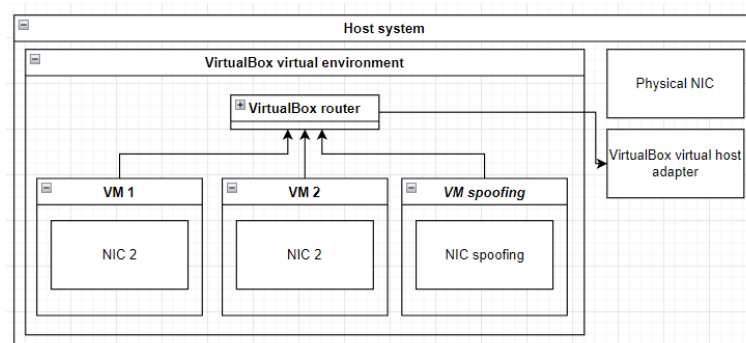 Host system
VirtualBox virtual environment
VirtualBox router
Physical NIC
VirtualBox virtual host
adapter
VM 1
VM 2
VM spoofing
NIC 2
NIC 2
NIC spoofing